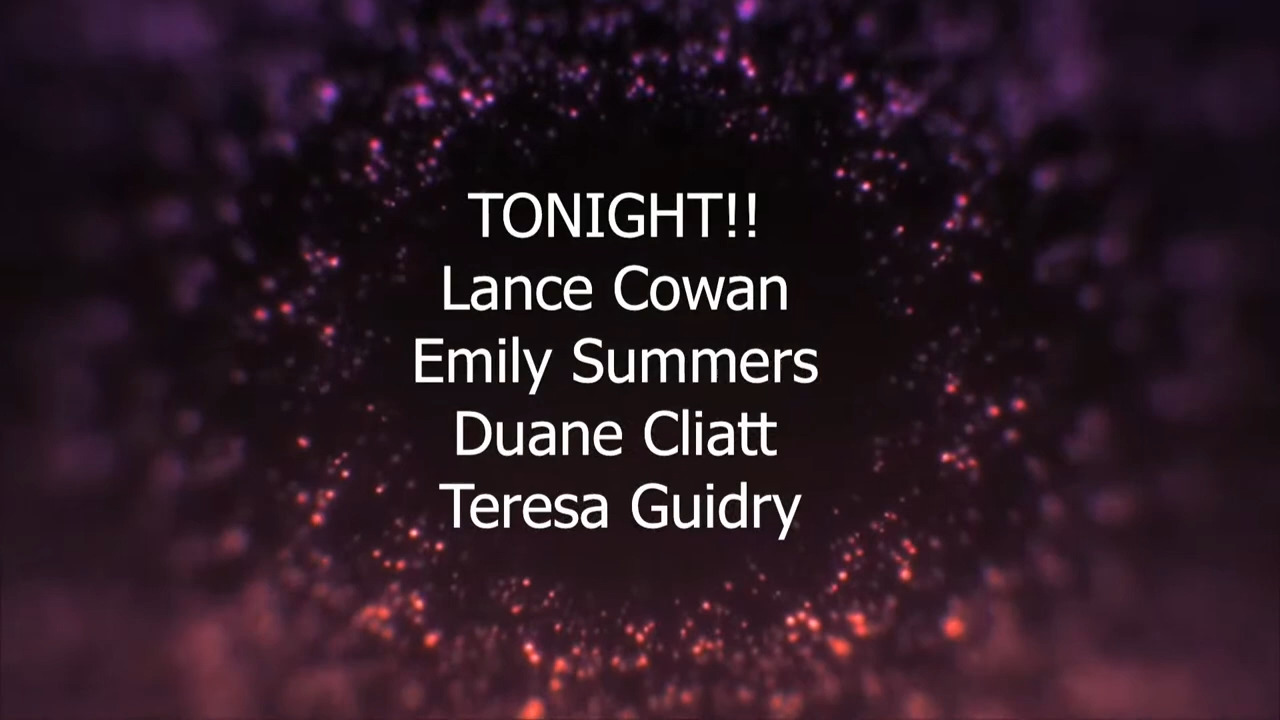 TONIGHT!!
Lance Cowan
Emily Summers
Duane Cliatt
Teresa Guidry